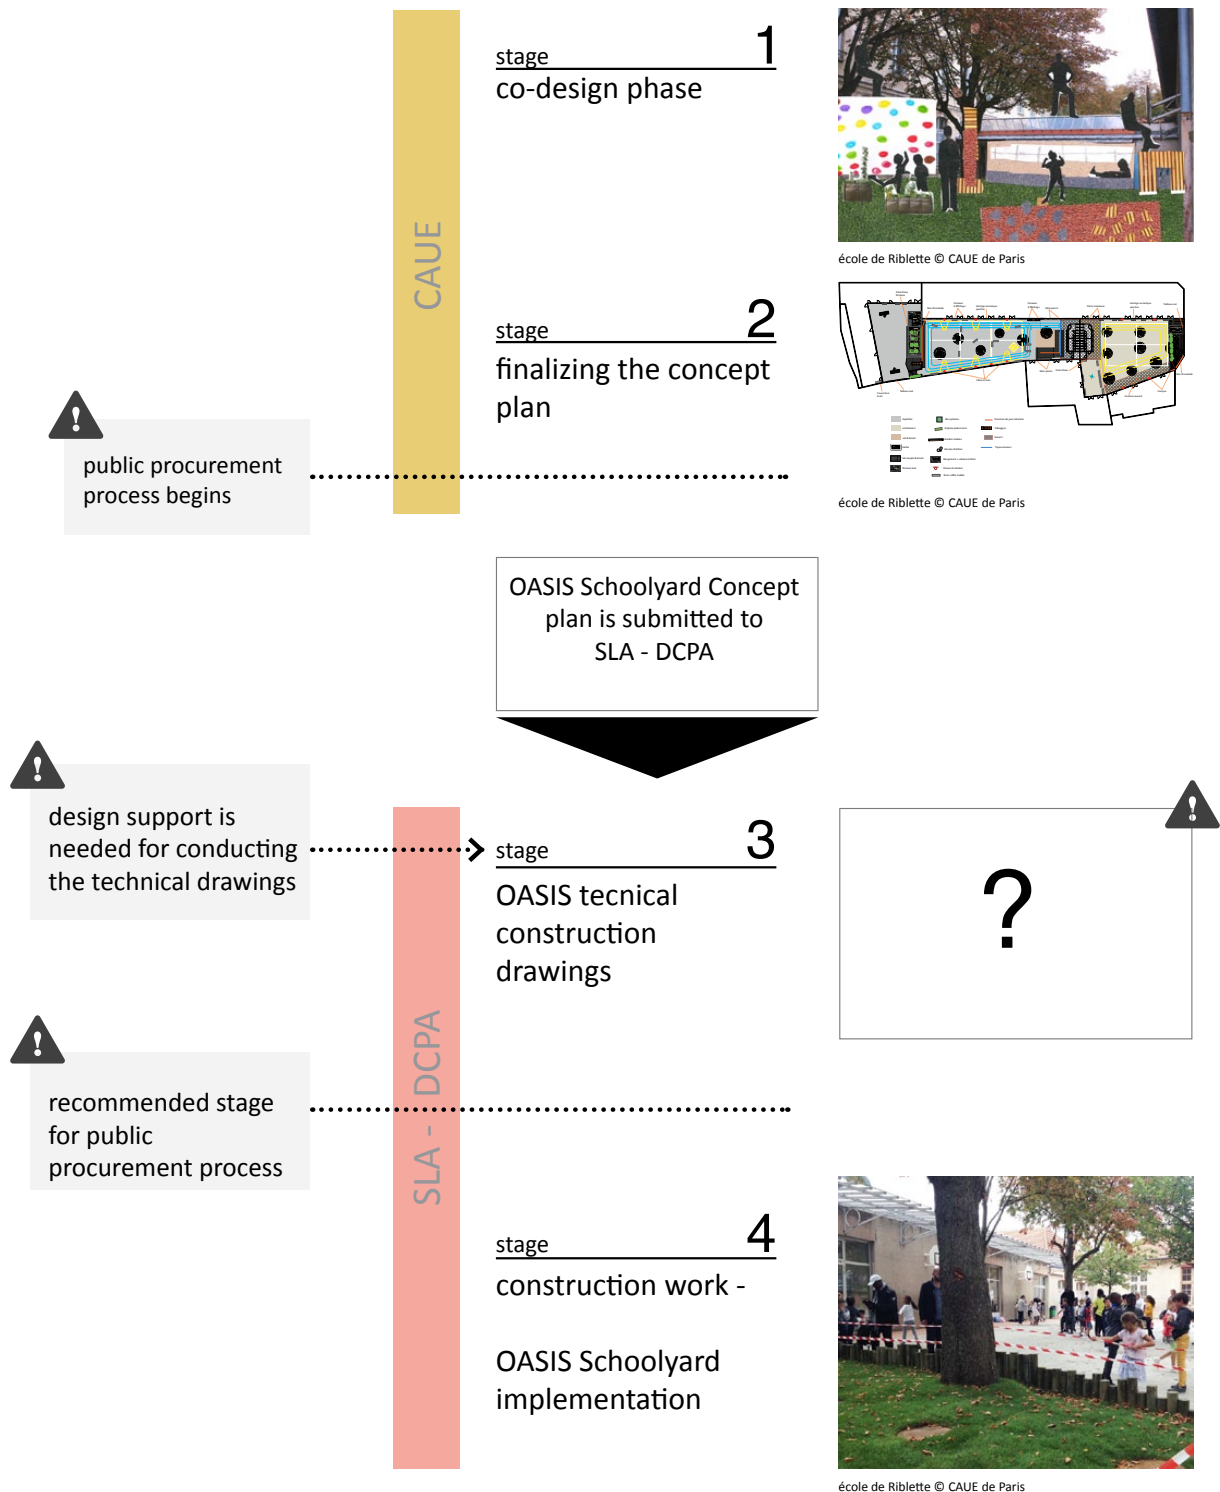 CAUE
stage 1
co-design phase
école de Riblette © CAUE de Paris
stage 2
finalizing the concept
plan
!
public procurement
process begins
école de Riblette © CAUE de Paris
OASIS Schoolyard Concept
plan is submitted to
SLA - DCPA
!
design support is
needed for conducting
the technical drawings
SLA - DCPA
stage 3
OASIS tecnical
construction
drawings
!
?
!
recommended stage
for public
procurement process
stage 4
construction work -
OASIS Schoolyard
implementation
école de Riblette © CAUE de Paris